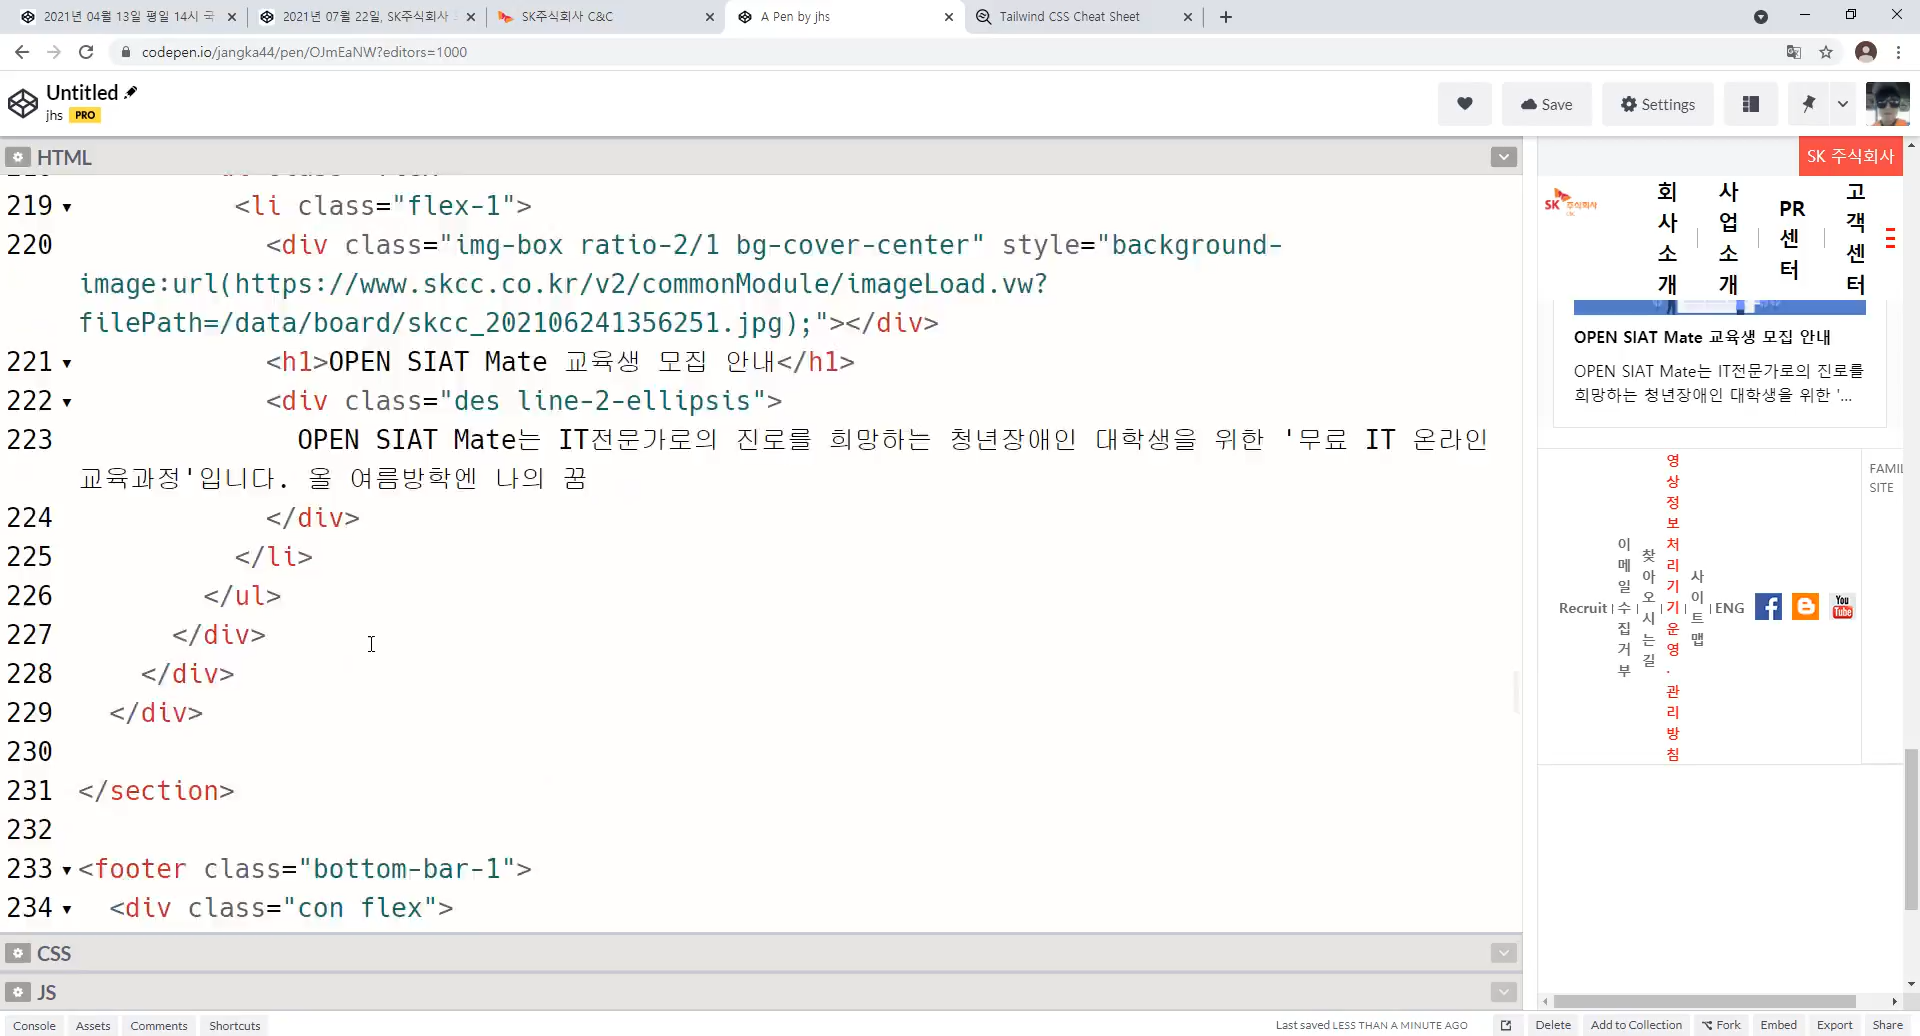 2021년 04월 13일 평일 14시 국
2021년 07월 22일, SK주식회사
SK주식회사 C&C
A Pen by jhs
Tailwind CSS Cheat Sheet
codepen.io/jangka44/pen/OJmEaNW?editors=1000
Untitled
jhs PRO
Save
Settings
HTML
219 <li class="flex-1">
220 <div class="img-box ratio-2/1 bg-cover-center" style="background-
image:url(https://www.skcc.co.kr/v2/commonModule/imageLoad.vw?
filePath=/data/board/skcc_202106241356251.jpg);"></div>
221 <h1>OPEN SIAT Mate 교육생 모집 안내</h1>
222 <div class="des line-2-ellipsis">
223 OPEN SIAT Mate는 IT전문가로의 진로를 희망하는 청년장애인 대학생을 위한 '무료 IT 온라인
교육과정'입니다. 올 여름방학엔 나의 꿈
224 </div>
225 </li>
226 </ul>
227 </div>
228 </div>
229 </div>
230
231 </section>
232
233 <footer class="bottom-bar-1">
234 <div class="con flex">
CSS
JS
SK 주식회사
SK 주식회사
회사소개
사업소개
PR센터
고객센터
OPEN SIAT Mate 교육생 모집 안내
OPEN SIAT Mate는 IT전문가로의 진로를
희망하는 청년장애인 대학생을 위한 '...
Recruit
이메일수집거부
찾아오시는길
영상정보처리기기운영·관리방침
사이트맵
ENG
You
Tube
FAMIL
SITE
Console Assets Comments Shortcuts
Last saved LESS THAN A MINUTE AGO
Delete Add to Collection Fork Embed Export Share